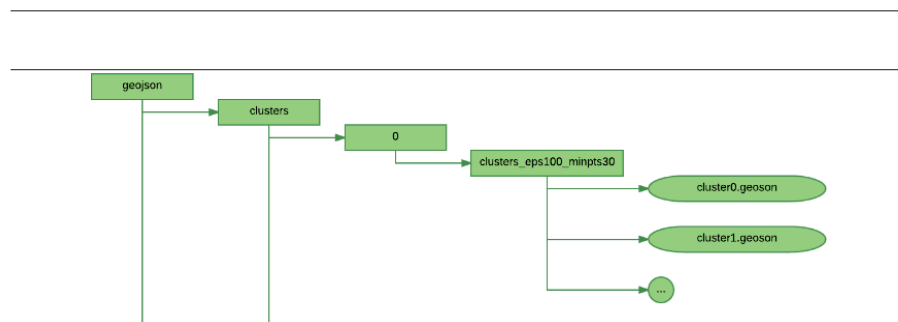 geojson
clusters
0
clusters_eps100_minpts30
cluster0.geoson
cluster1.geoson
...